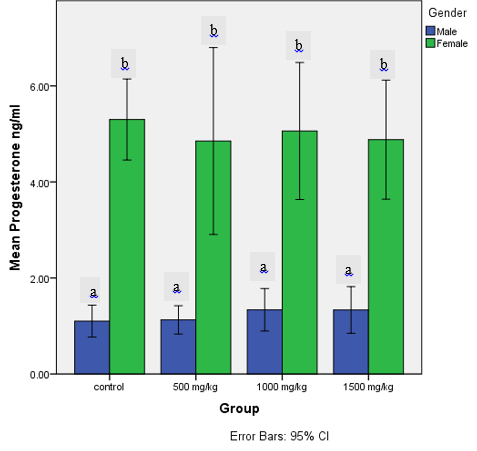 Gender
Male
Female
b
b
b
b
6.00
4.00
2.00
0.00
Mean Progesterone ng/ml
a
a
a
a
control
500 mg/kg
1000 mg/kg
1500 mg/kg
Group
Error Bars: 95% CI